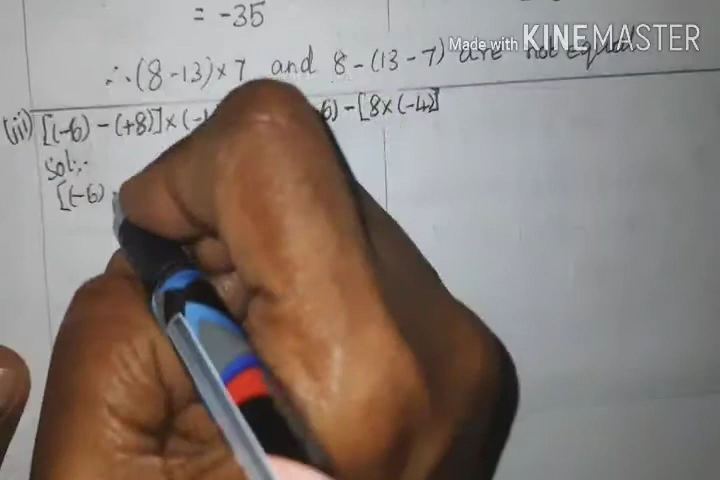 = -35
Made with KINEMASTER
∴ (8-13)×7 and 8-(13-7) are not equal
(iii) [(-6) - (+8)]×(- 6) - [8×(-4)]
Sol:-
[(-6)